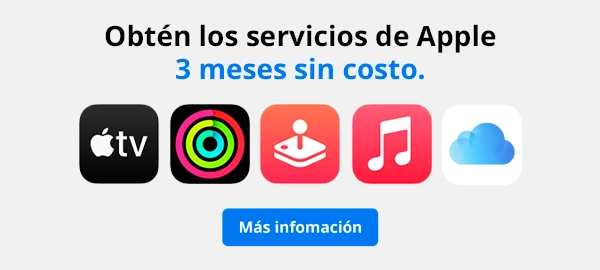 Obtén los servicios de Apple
3 meses sin costo.
tv
Más infomación